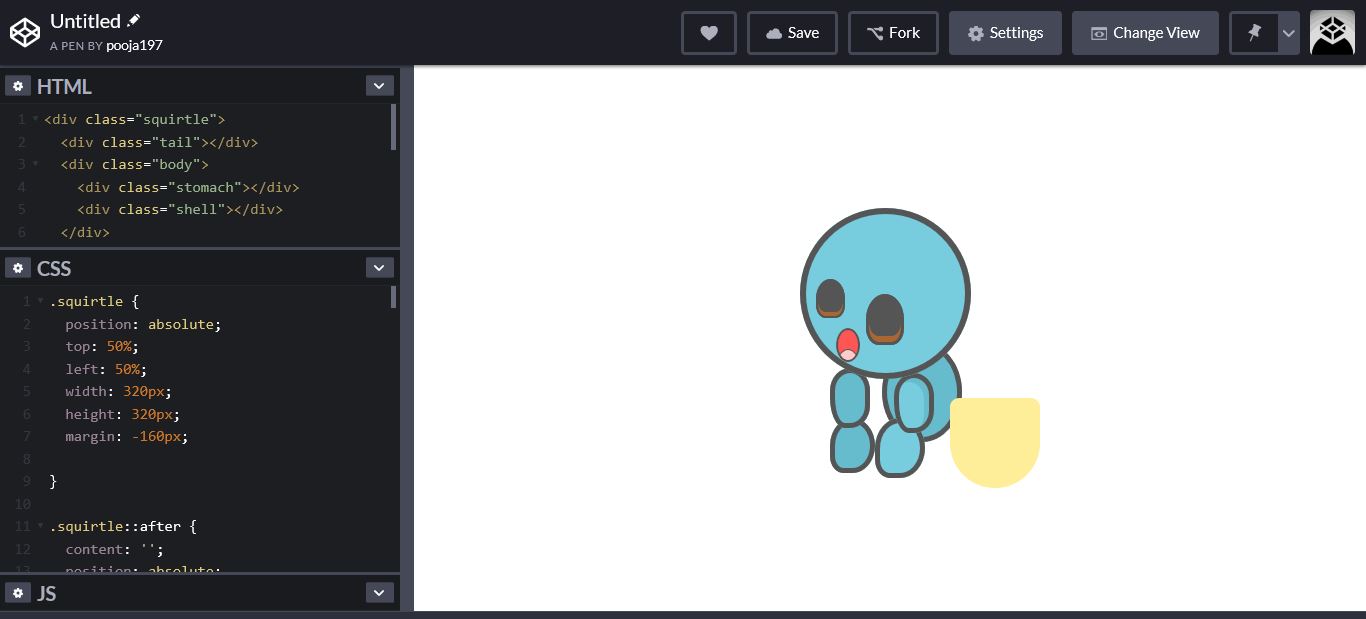 Untitled
A PEN BY pooja197
Save
Fork
Settings
Change View
HTML
1 <div class="squirtle">
2 <div class="tail"></div>
3 <div class="body">
4 <div class="stomach"></div>
5 <div class="shell"></div>
6 </div>
CSS
1 .squirtle {
2 position: absolute;
3 top: 50%;
4 left: 50%;
5 width: 320px;
6 height: 320px;
7 margin: -160px;
8
9 }
10
11 .squirtle::after {
12 content: '';
13 position: absolute;
JS